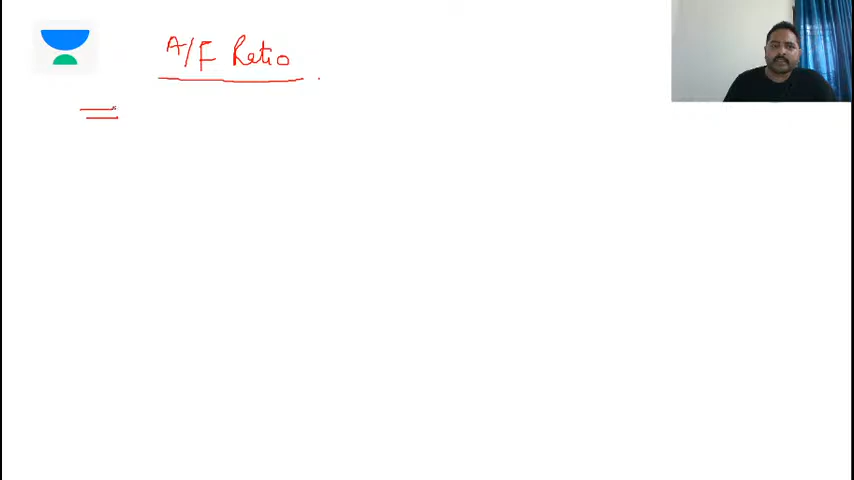 A/F Ratio
=